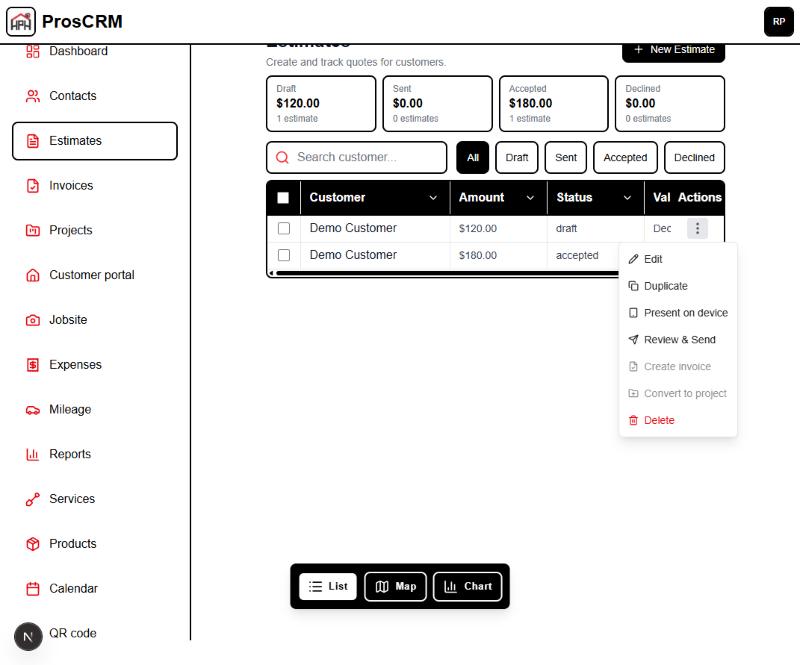 HPH
ProsCRM
RP
Dashboard
Contacts
Estimates
Invoices
Projects
Customer portal
Jobsite
Expenses
Mileage
Reports
Services
Products
Calendar
QR code
N
Estimates
Create and track quotes for customers.
+ New Estimate
Draft
$120.00
1 estimate
Sent
$0.00
0 estimates
Accepted
$180.00
1 estimate
Declined
$0.00
0 estimates
Search customer...
All
Draft
Sent
Accepted
Declined
Customer Amount Status Val Actions
Demo Customer $120.00 draft Dec
Demo Customer $180.00 accepted
Edit
Duplicate
Present on device
Review & Send
Create invoice
Convert to project
Delete
List
Map
Chart